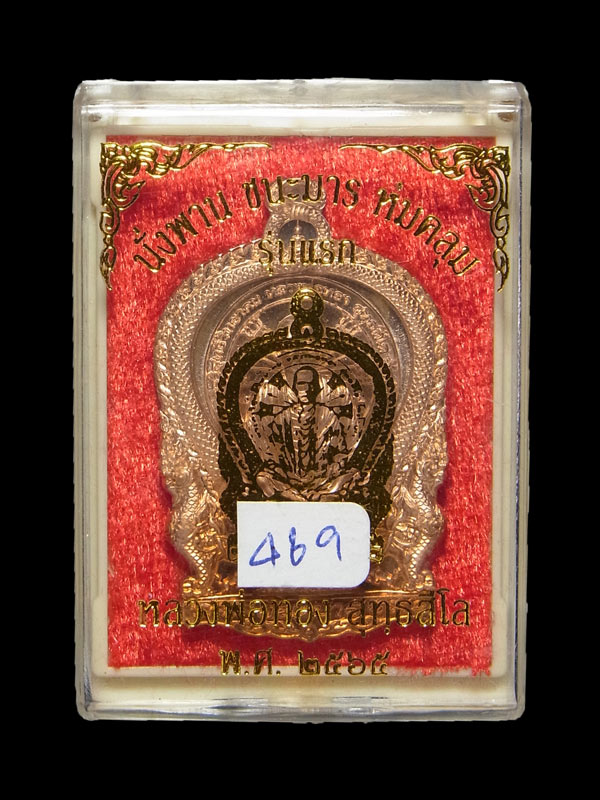 นั่งพาน ชนะมาร ห่มคลุม
รุ่นแรก
469
หลวงพ่อทอง สุทฺธสีโล
พ.ศ. ๒๕๖๕